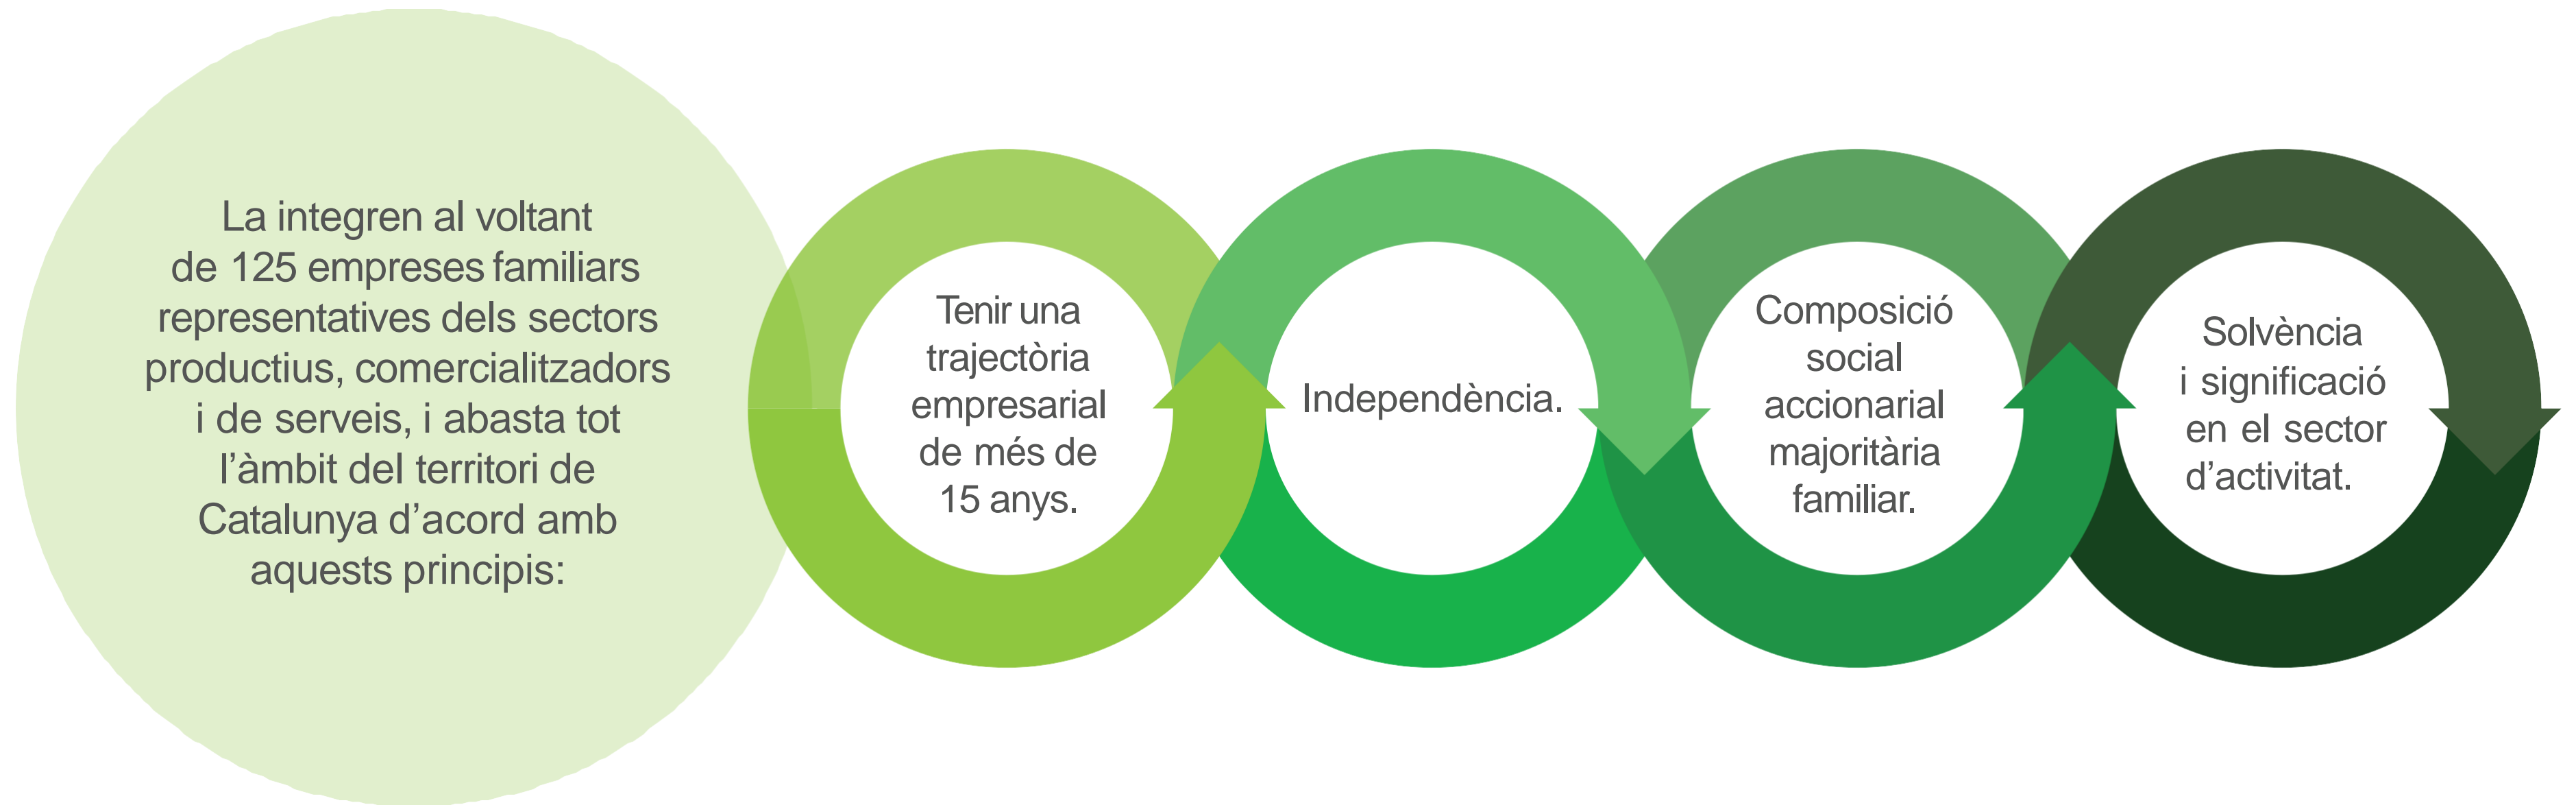 La integren al voltant
de 125 empreses familiars
representatives dels sectors
productius, comercialitzadors
i de serveis, i abasta tot
l’àmbit del territori de
Catalunya d’acord amb
aquests principis:
Tenir una
trajectòria
empresarial
de més de
15 anys.
Independència.
Composició
social
accionarial
majoritària
familiar.
Solvència
i significació
en el sector
d’activitat.